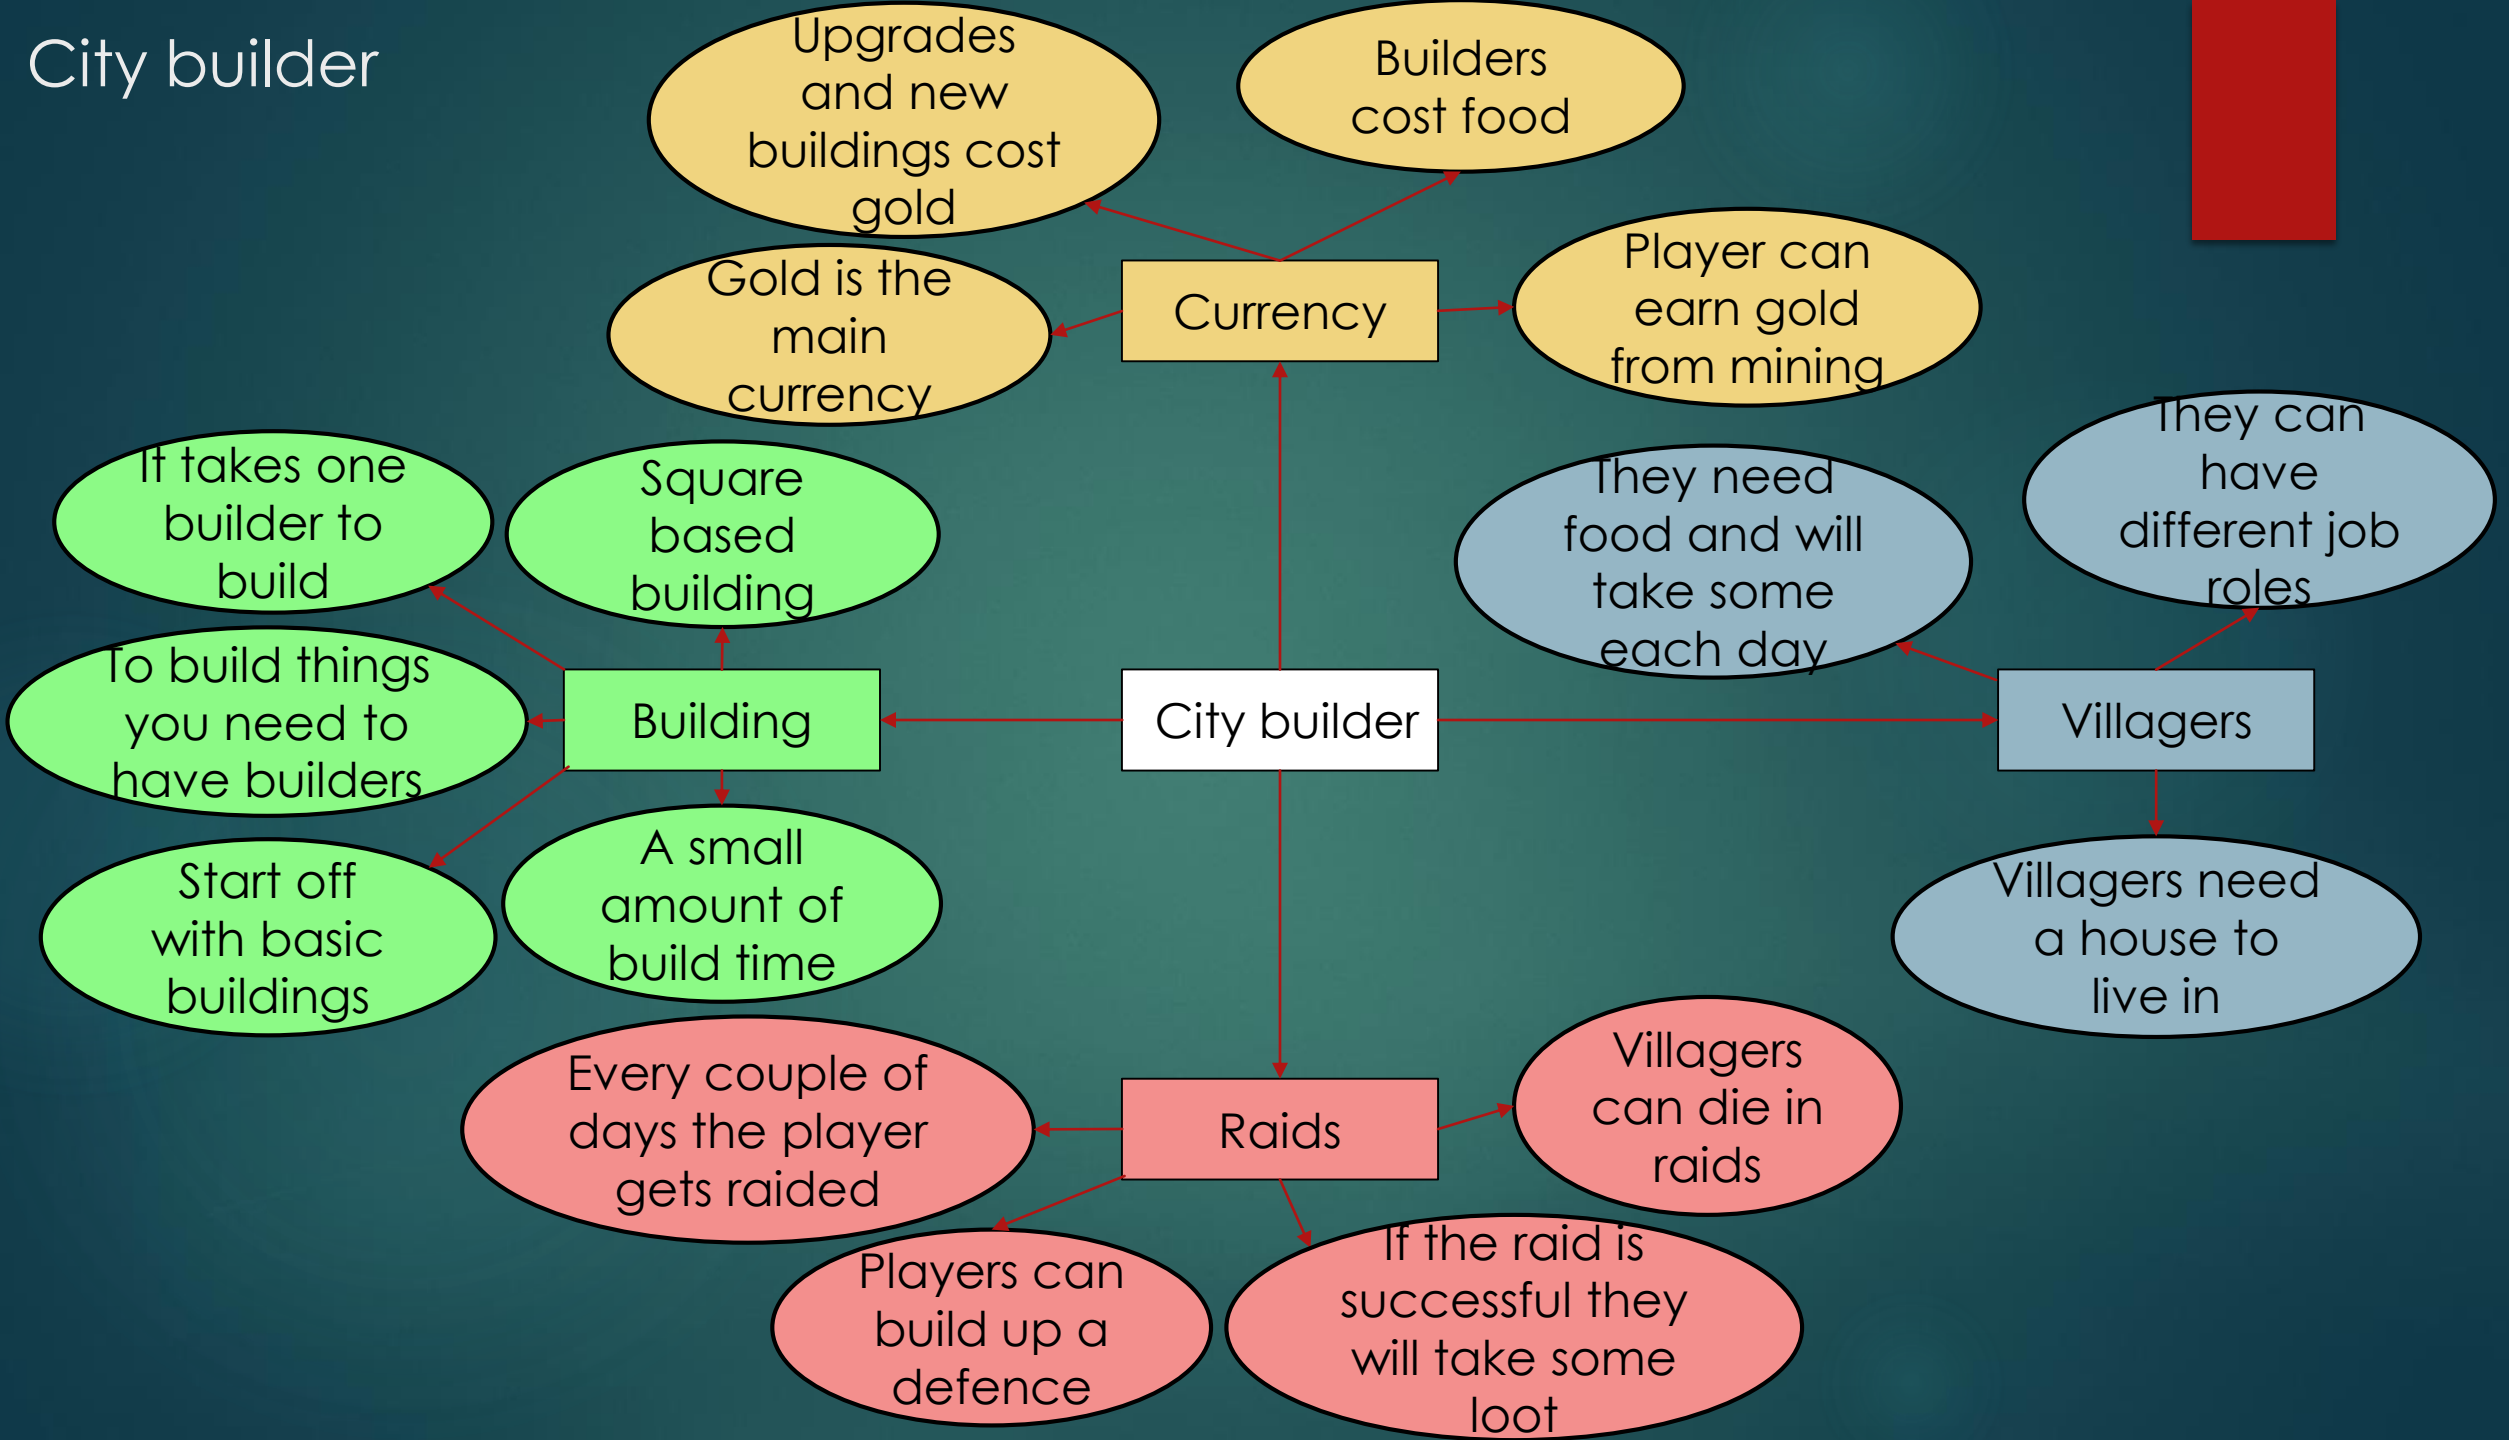 City builder
Upgrades
and new
buildings cost
gold
Builders
cost food
Gold is the
main
currency
Currency
Player can
earn gold
from mining
It takes one
builder to
build
Square
based
building
They need
food and will
take some
each day
They can
have
different job
roles
To build things
you need to
have builders
Building
City builder
Villagers
Start off
with basic
buildings
A small
amount of
build time
Villagers need
a house to
live in
Every couple of
days the player
gets raided
Raids
Villagers
can die in
raids
Players can
build up a
defence
If the raid is
successful they
will take some
loot